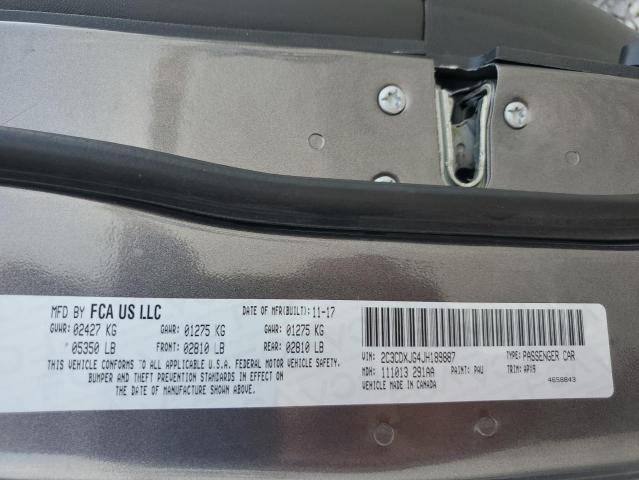 MFD BY FCA US LLC DATE OF MFR(BUILT): 11-17
GVWR: 02427 KG GAWR: 01275 KG GAWR: 01275 KG
05350 LB FRONT: 02810 LB REAR: 02810 LB
THIS VEHICLE CONFORMS TO ALL APPLICABLE U.S.A. FEDERAL MOTOR VEHICLE SAFETY,
BUMPER AND THEFT PREVENTION STANDARDS IN EFFECT ON
THE DATE OF MANUFACTURE SHOWN ABOVE.
VIN: 2C3CDXJG4JH189887 TYPE: PASSENGER CAR
MDH: 111013 291AA PAINT: PAU TRIM: APX9
VEHICLE MADE IN CANADA 4658843